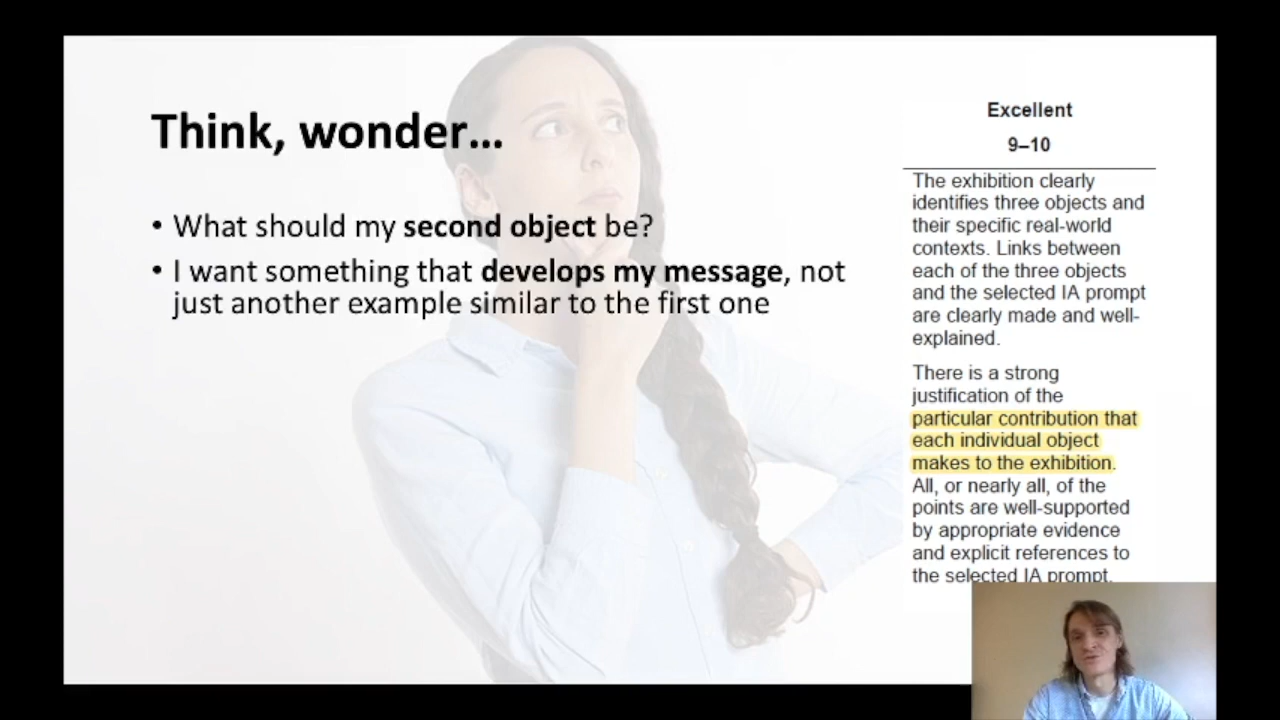 Think, wonder...
• What should my second object be?
• I want something that develops my message, not
just another example similar to the first one
Excellent
9–10
The exhibition clearly
identifies three objects and
their specific real-world
contexts. Links between
each of the three objects
and the selected IA prompt
are clearly made and well-
explained.
There is a strong
justification of the
particular contribution that
each individual object
makes to the exhibition.
All, or nearly all, of the
points are well-supported
by appropriate evidence
and explicit references to
the selected IA prompt.